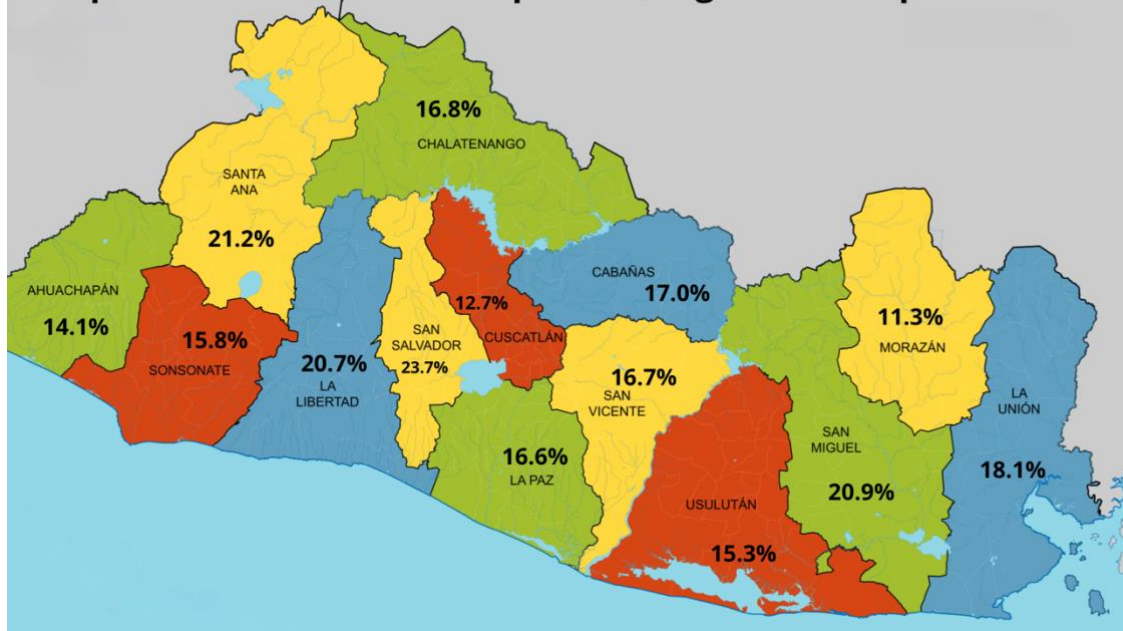 16.8%
CHALATENANGO
SANTA
ANA
21.2%
AHUACHAPÁN
14.1%
15.8%
SONSONATE
20.7%
LA
LIBERTAD
SAN
SALVADOR
23.7%
12.7%
CUSCATLÁN
CABAÑAS
17.0%
16.7%
SAN
VICENTE
16.6%
LA PAZ
USULUTÁN
15.3%
SAN
MIGUEL
20.9%
11.3%
MORAZÁN
LA
UNIÓN
18.1%